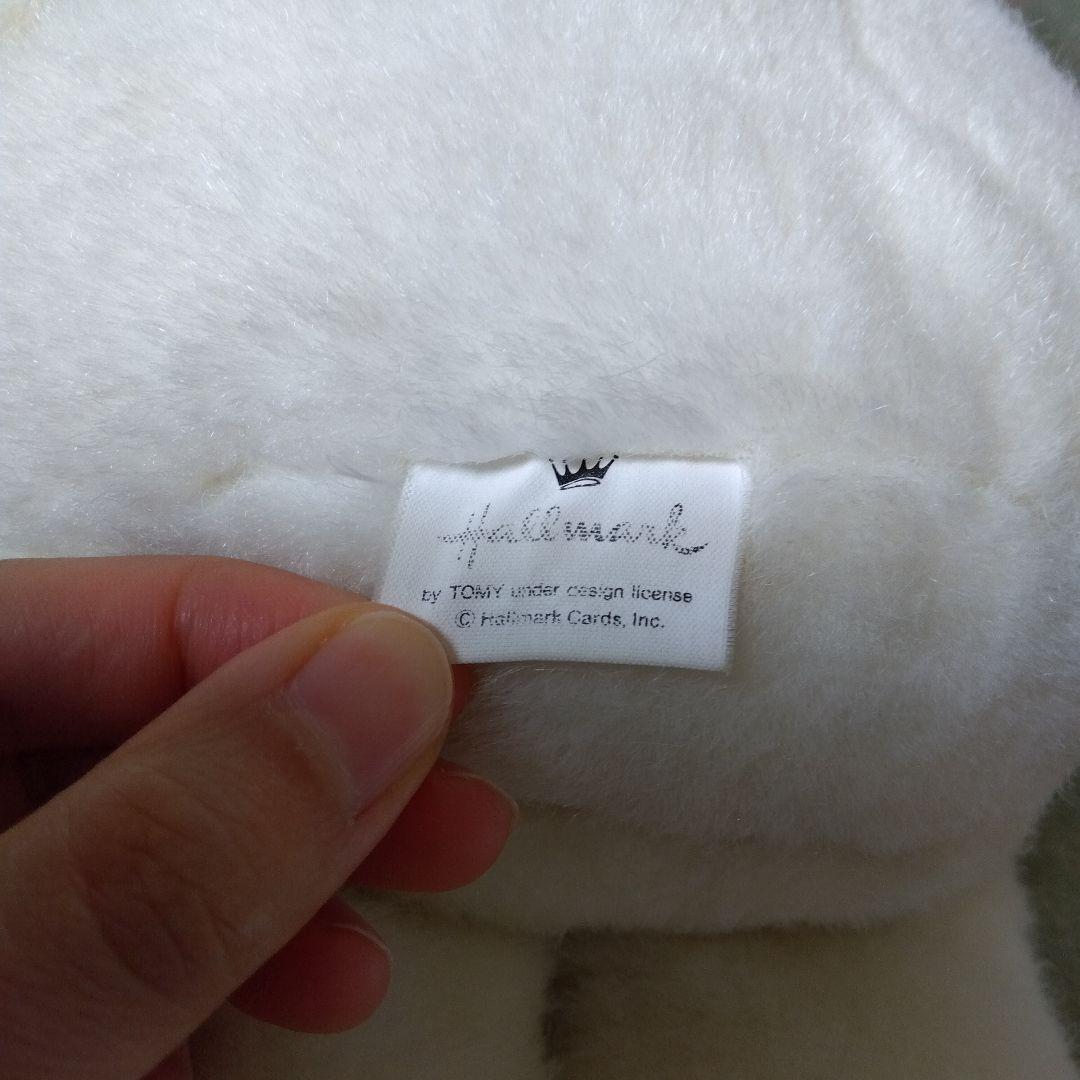 Hallmark
by TOMY under design license
© Hallmark Cards, Inc.